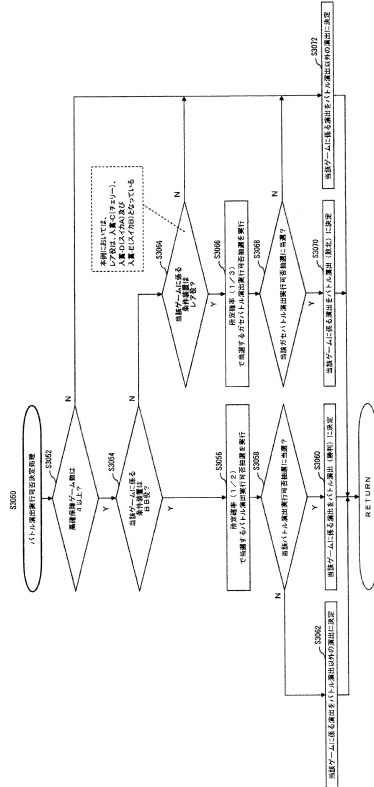 S3050
バトル演出実行可否決定処理
S3052
高確保障ゲーム数は
4以上?
N
Y
S3054
当該ゲームに係る
条件装置は
BB役?
N
Y
本例においては、
レア役は、入賞-C(チェリー)、
入賞-D(スイカA)及び
入賞-E(スイカB)となっている
S3064
当該ゲームに係る
条件装置は
レア役?
N
Y
S3056
所定確率(1/2)
で当選するバトル演出実行可否抽選を実行
S3066
所定確率(1/3)
で当選するガセバトル演出実行可否抽選を実行
S3058
当該バトル演出実行可否抽選に当選?
N
Y
S3068
当該ガセバトル演出実行可否抽選に当選?
N
Y
S3062
当該ゲームに係る演出をバトル演出以外の演出に決定
S3060
当該ゲームに係る演出をバトル演出(勝利)に決定
S3070
当該ゲームに係る演出をバトル演出(敗北)に決定
S3072
当該ゲームに係る演出をバトル演出以外の演出に決定
RETURN